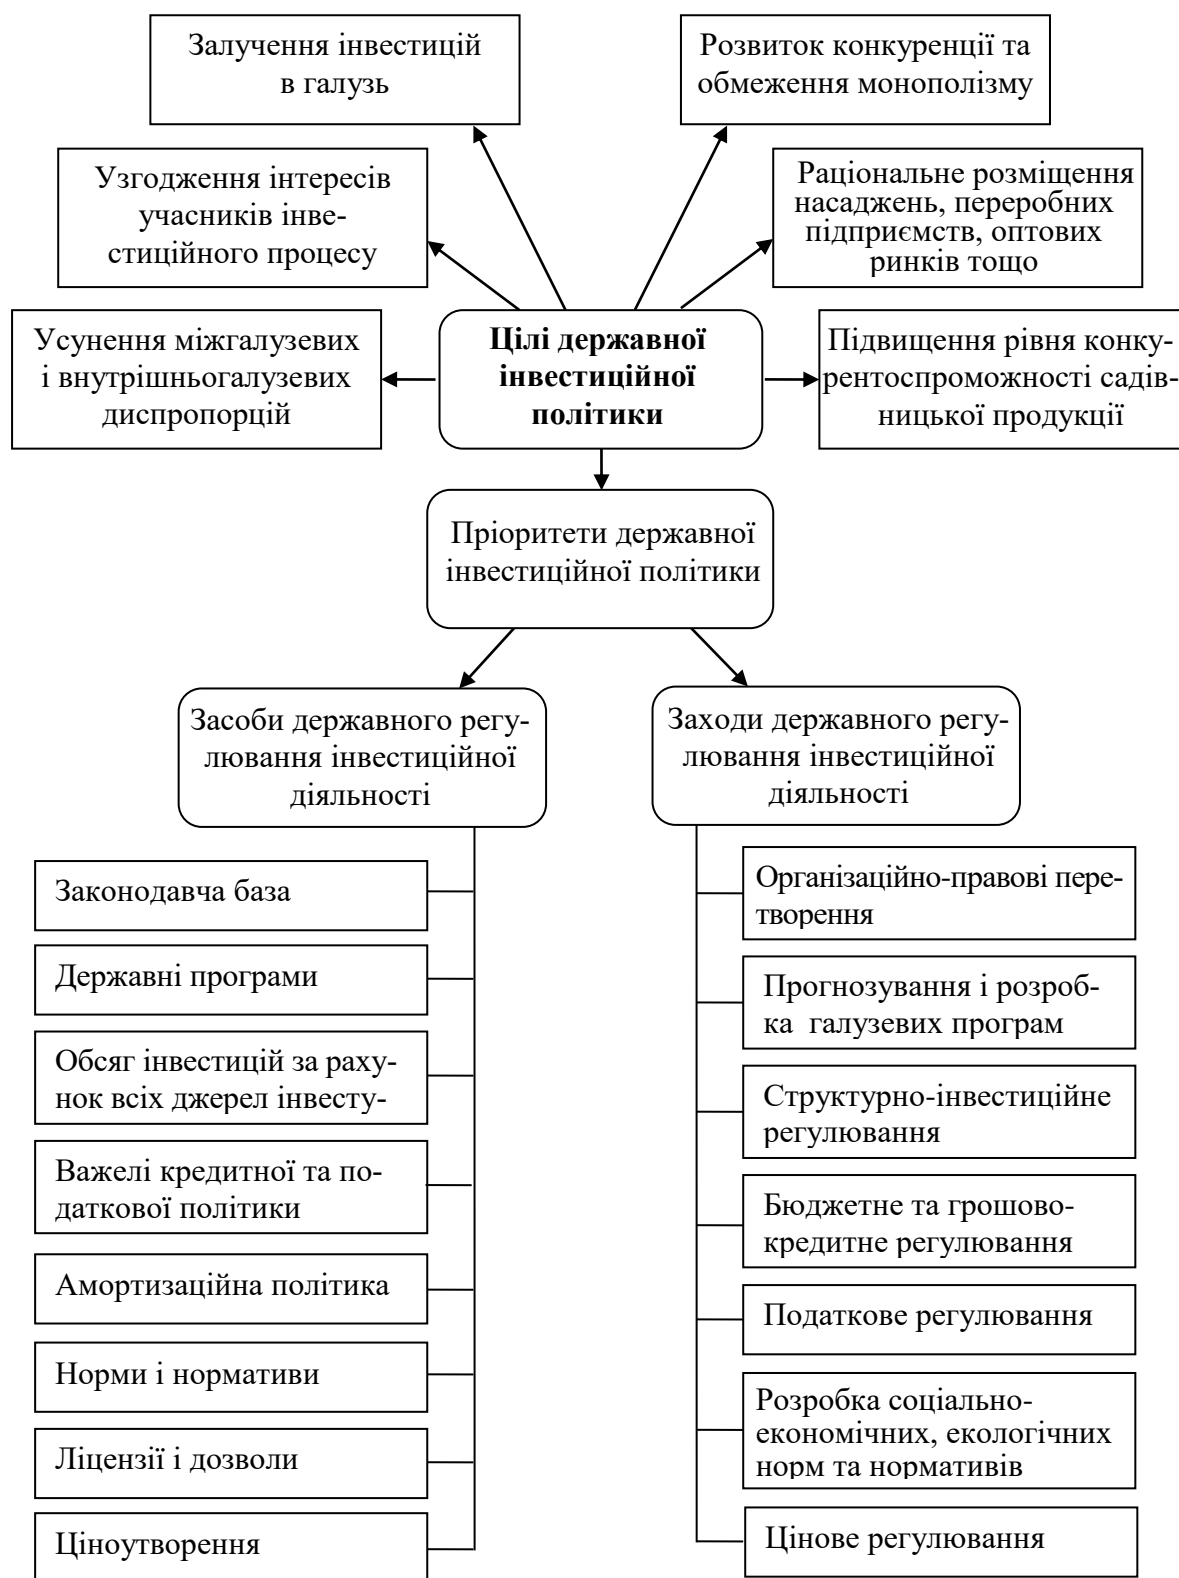 Залучення інвестицій
в галузь
Розвиток конкуренції та
обмеження монополізму
Узгодження інтересів
учасників інве-
стиційного процесу
Раціональне розміщення
насаджень, переробних
підприємств, оптових
ринків тощо
Усунення міжгалузевих
і внутрішньогалузевих
диспропорцій
Цілі державної
інвестиційної
політики
Підвищення рівня конку-
рентоспроможності садів-
ницької продукції
Пріоритети державної
інвестиційної політики
Засоби державного регу-
лювання інвестиційної
діяльності
Заходи державного регу-
лювання інвестиційної
діяльності
Законодавча база
Державні програми
Обсяг інвестицій за раху-
нок всіх джерел інвесту-
Важелі кредитної та по-
даткової політики
Амортизаційна політика
Норми і нормативи
Ліцензії і дозволи
Ціноутворення
Організаційно-правові пере-
творення
Прогнозування і розроб-
ка галузевих програм
Структурно-інвестиційне
регулювання
Бюджетне та грошово-
кредитне регулювання
Податкове регулювання
Розробка соціально-
економічних, екологічних
норм та нормативів
Цінове регулювання